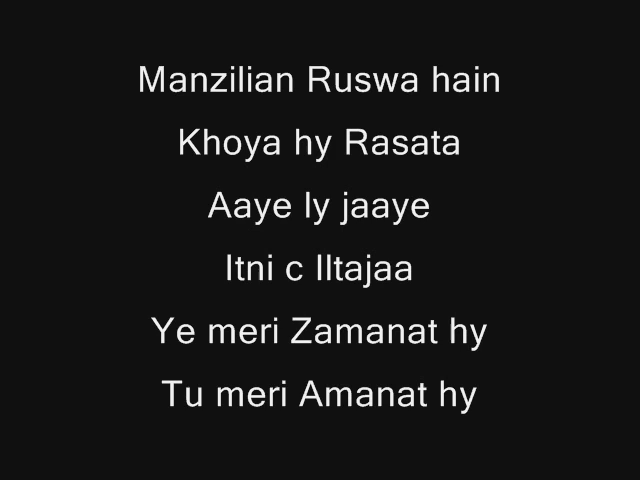 Manzilian Ruswa hain
Khoya hy Rasata
Aaye ly jaaye
Itni c Iltajaa
Ye meri Zamanat hy
Tu meri Amanat hy